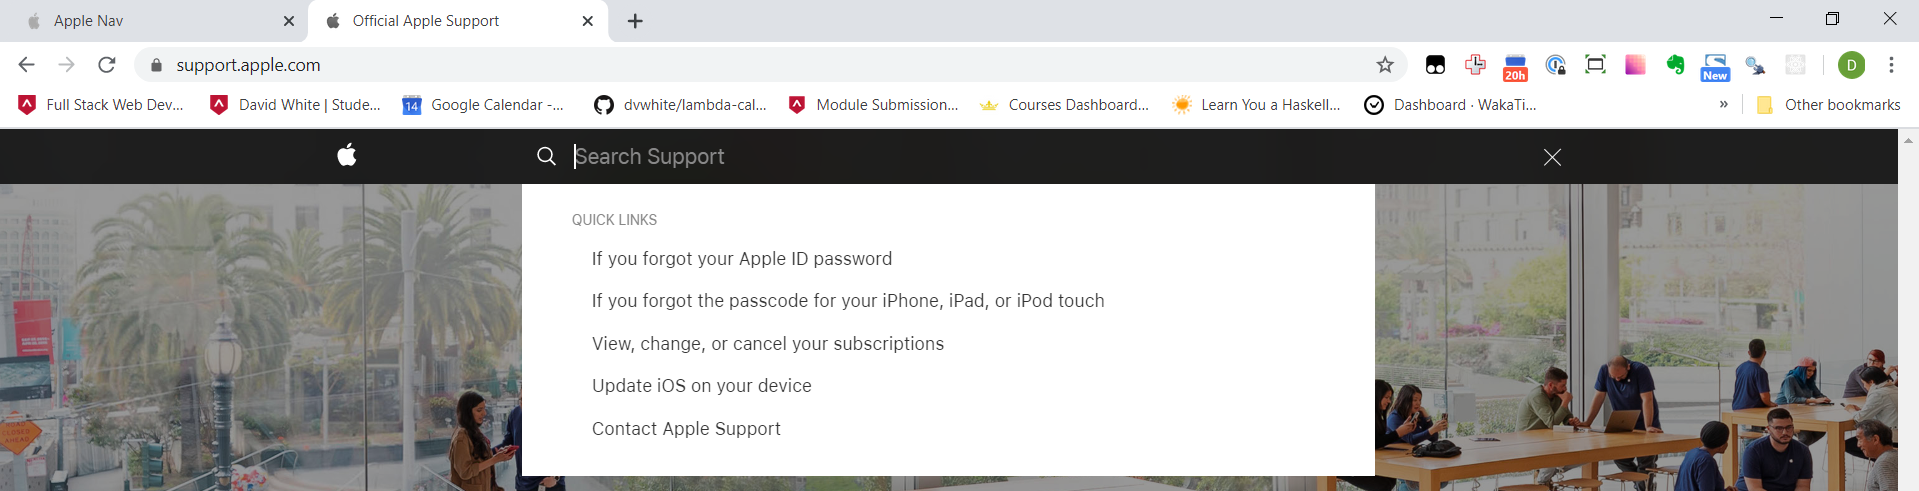 Apple Nav
Official Apple Support
support.apple.com
20h
New
D
Full Stack Web Dev...
David White | Stude...
14
Google Calendar -...
dvwhite/lambda-cal...
Module Submission...
Courses Dashboard...
Learn You a Haskell...
Dashboard · WakaTi...
»
Other bookmarks
Search Support
QUICK LINKS
If you forgot your Apple ID password
If you forgot the passcode for your iPhone, iPad, or iPod touch
View, change, or cancel your subscriptions
Update iOS on your device
Contact Apple Support
ROAD
CLOSED
AHEAD